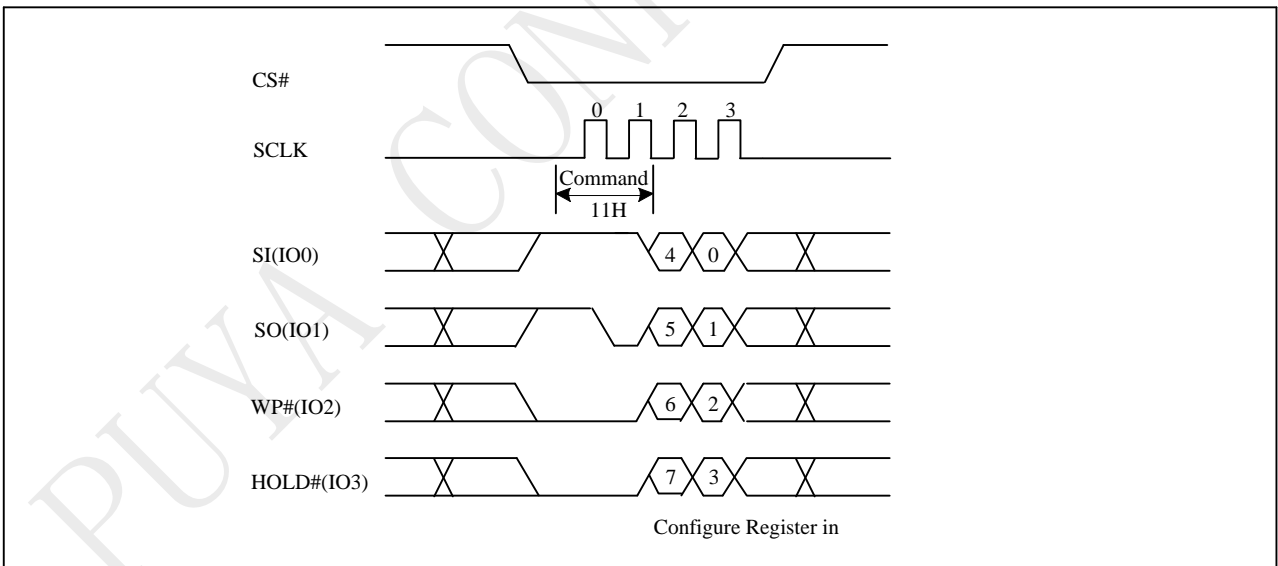 CS#
0 1 2 3
SCLK
Command
11H
SI(IO0)
4 0
SO(IO1)
5 1
WP#(IO2)
6 2
HOLD#(IO3)
7 3
Configure Register in
PUYA CONF